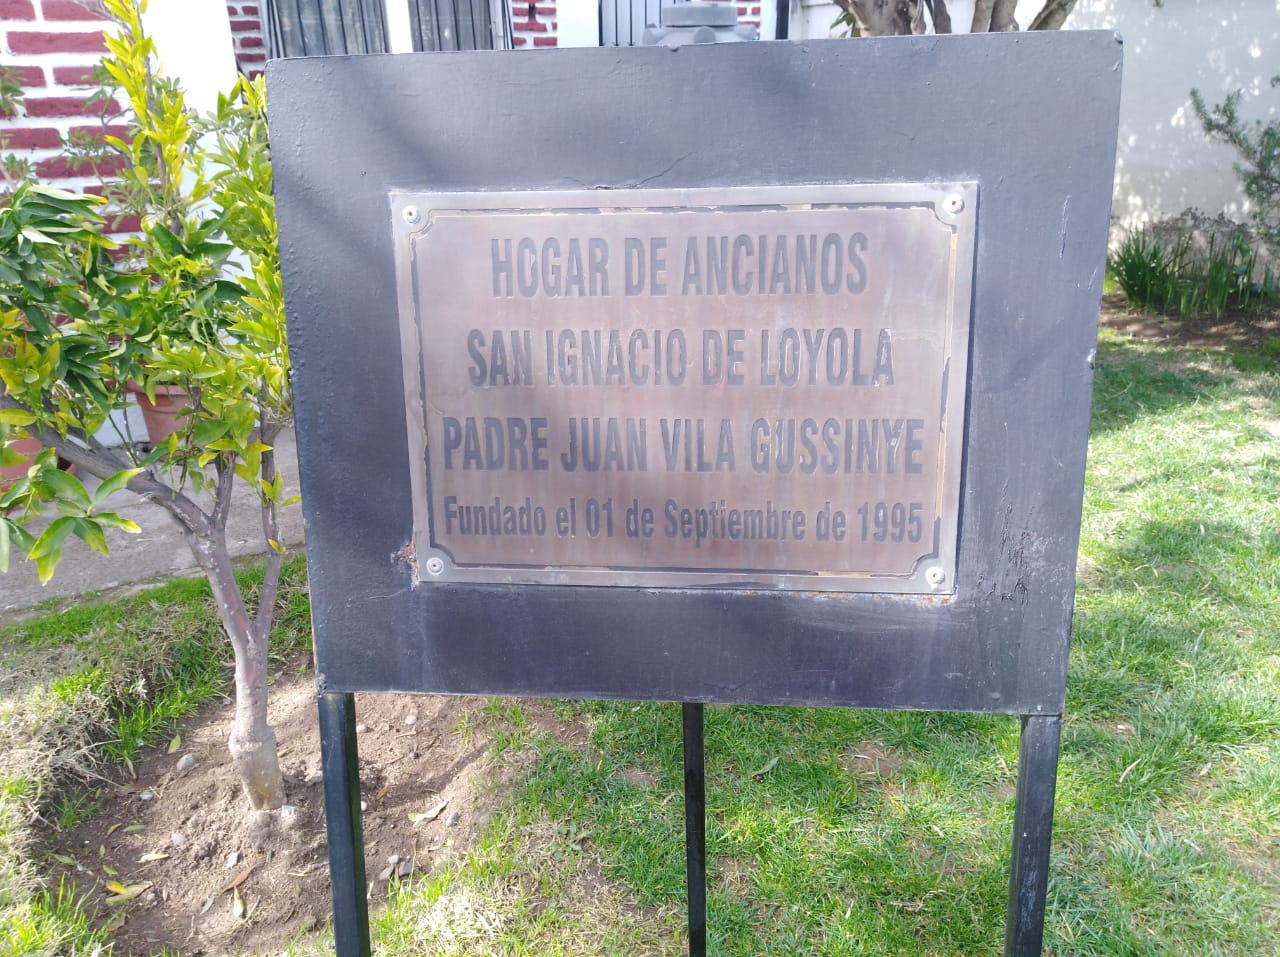 HOGAR DE ANCIANOS
SAN IGNACIO DE LOYOLA
PADRE JUAN VILA GUSSINYE
Fundado el 01 de Septiembre de 1995